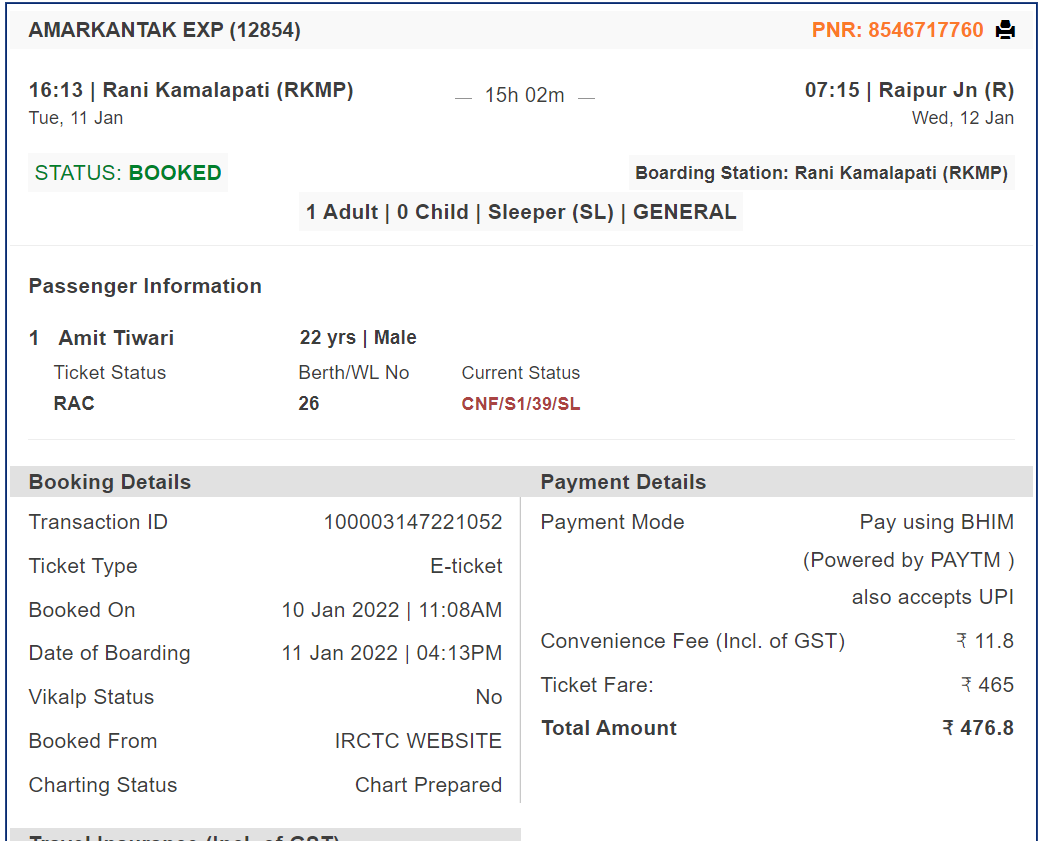 AMARKANTAK EXP (12854) PNR: 8546717760
16:13 | Rani Kamalapati (RKMP) — 15h 02m — 07:15 | Raipur Jn (R)
Tue, 11 Jan Wed, 12 Jan
STATUS: BOOKED Boarding Station: Rani Kamalapati (RKMP)
1 Adult | 0 Child | Sleeper (SL) | GENERAL
Passenger Information
1 Amit Tiwari 22 yrs | Male
Ticket Status Berth/WL No Current Status
RAC 26 CNF/S1/39/SL
Booking Details
Transaction ID 100003147221052
Ticket Type E-ticket
Booked On 10 Jan 2022 | 11:08AM
Date of Boarding 11 Jan 2022 | 04:13PM
Vikalp Status No
Booked From IRCTC WEBSITE
Charting Status Chart Prepared
Payment Details
Payment Mode Pay using BHIM
(Powered by PAYTM )
also accepts UPI
Convenience Fee (Incl. of GST) ₹ 11.8
Ticket Fare: ₹ 465
Total Amount ₹ 476.8
Travel Insurance (Incl. of GST)